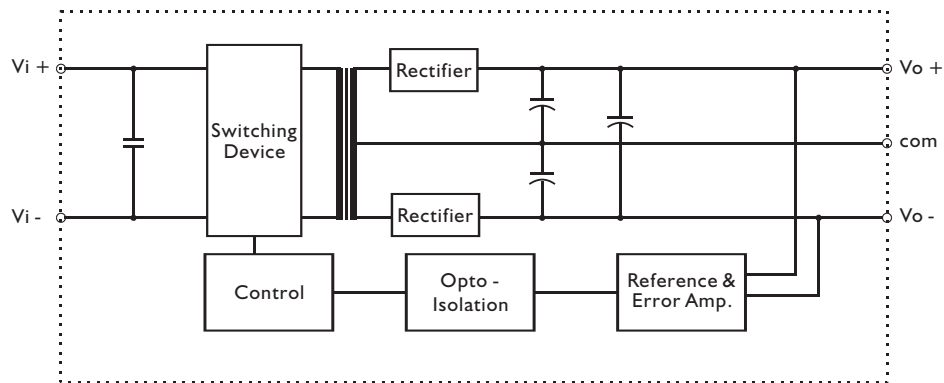 Vi +
Rectifier
Vo +
Switching
Device
com
Vi -
Rectifier
Vo -
Control
Opto -
Isolation
Reference &
Error Amp.